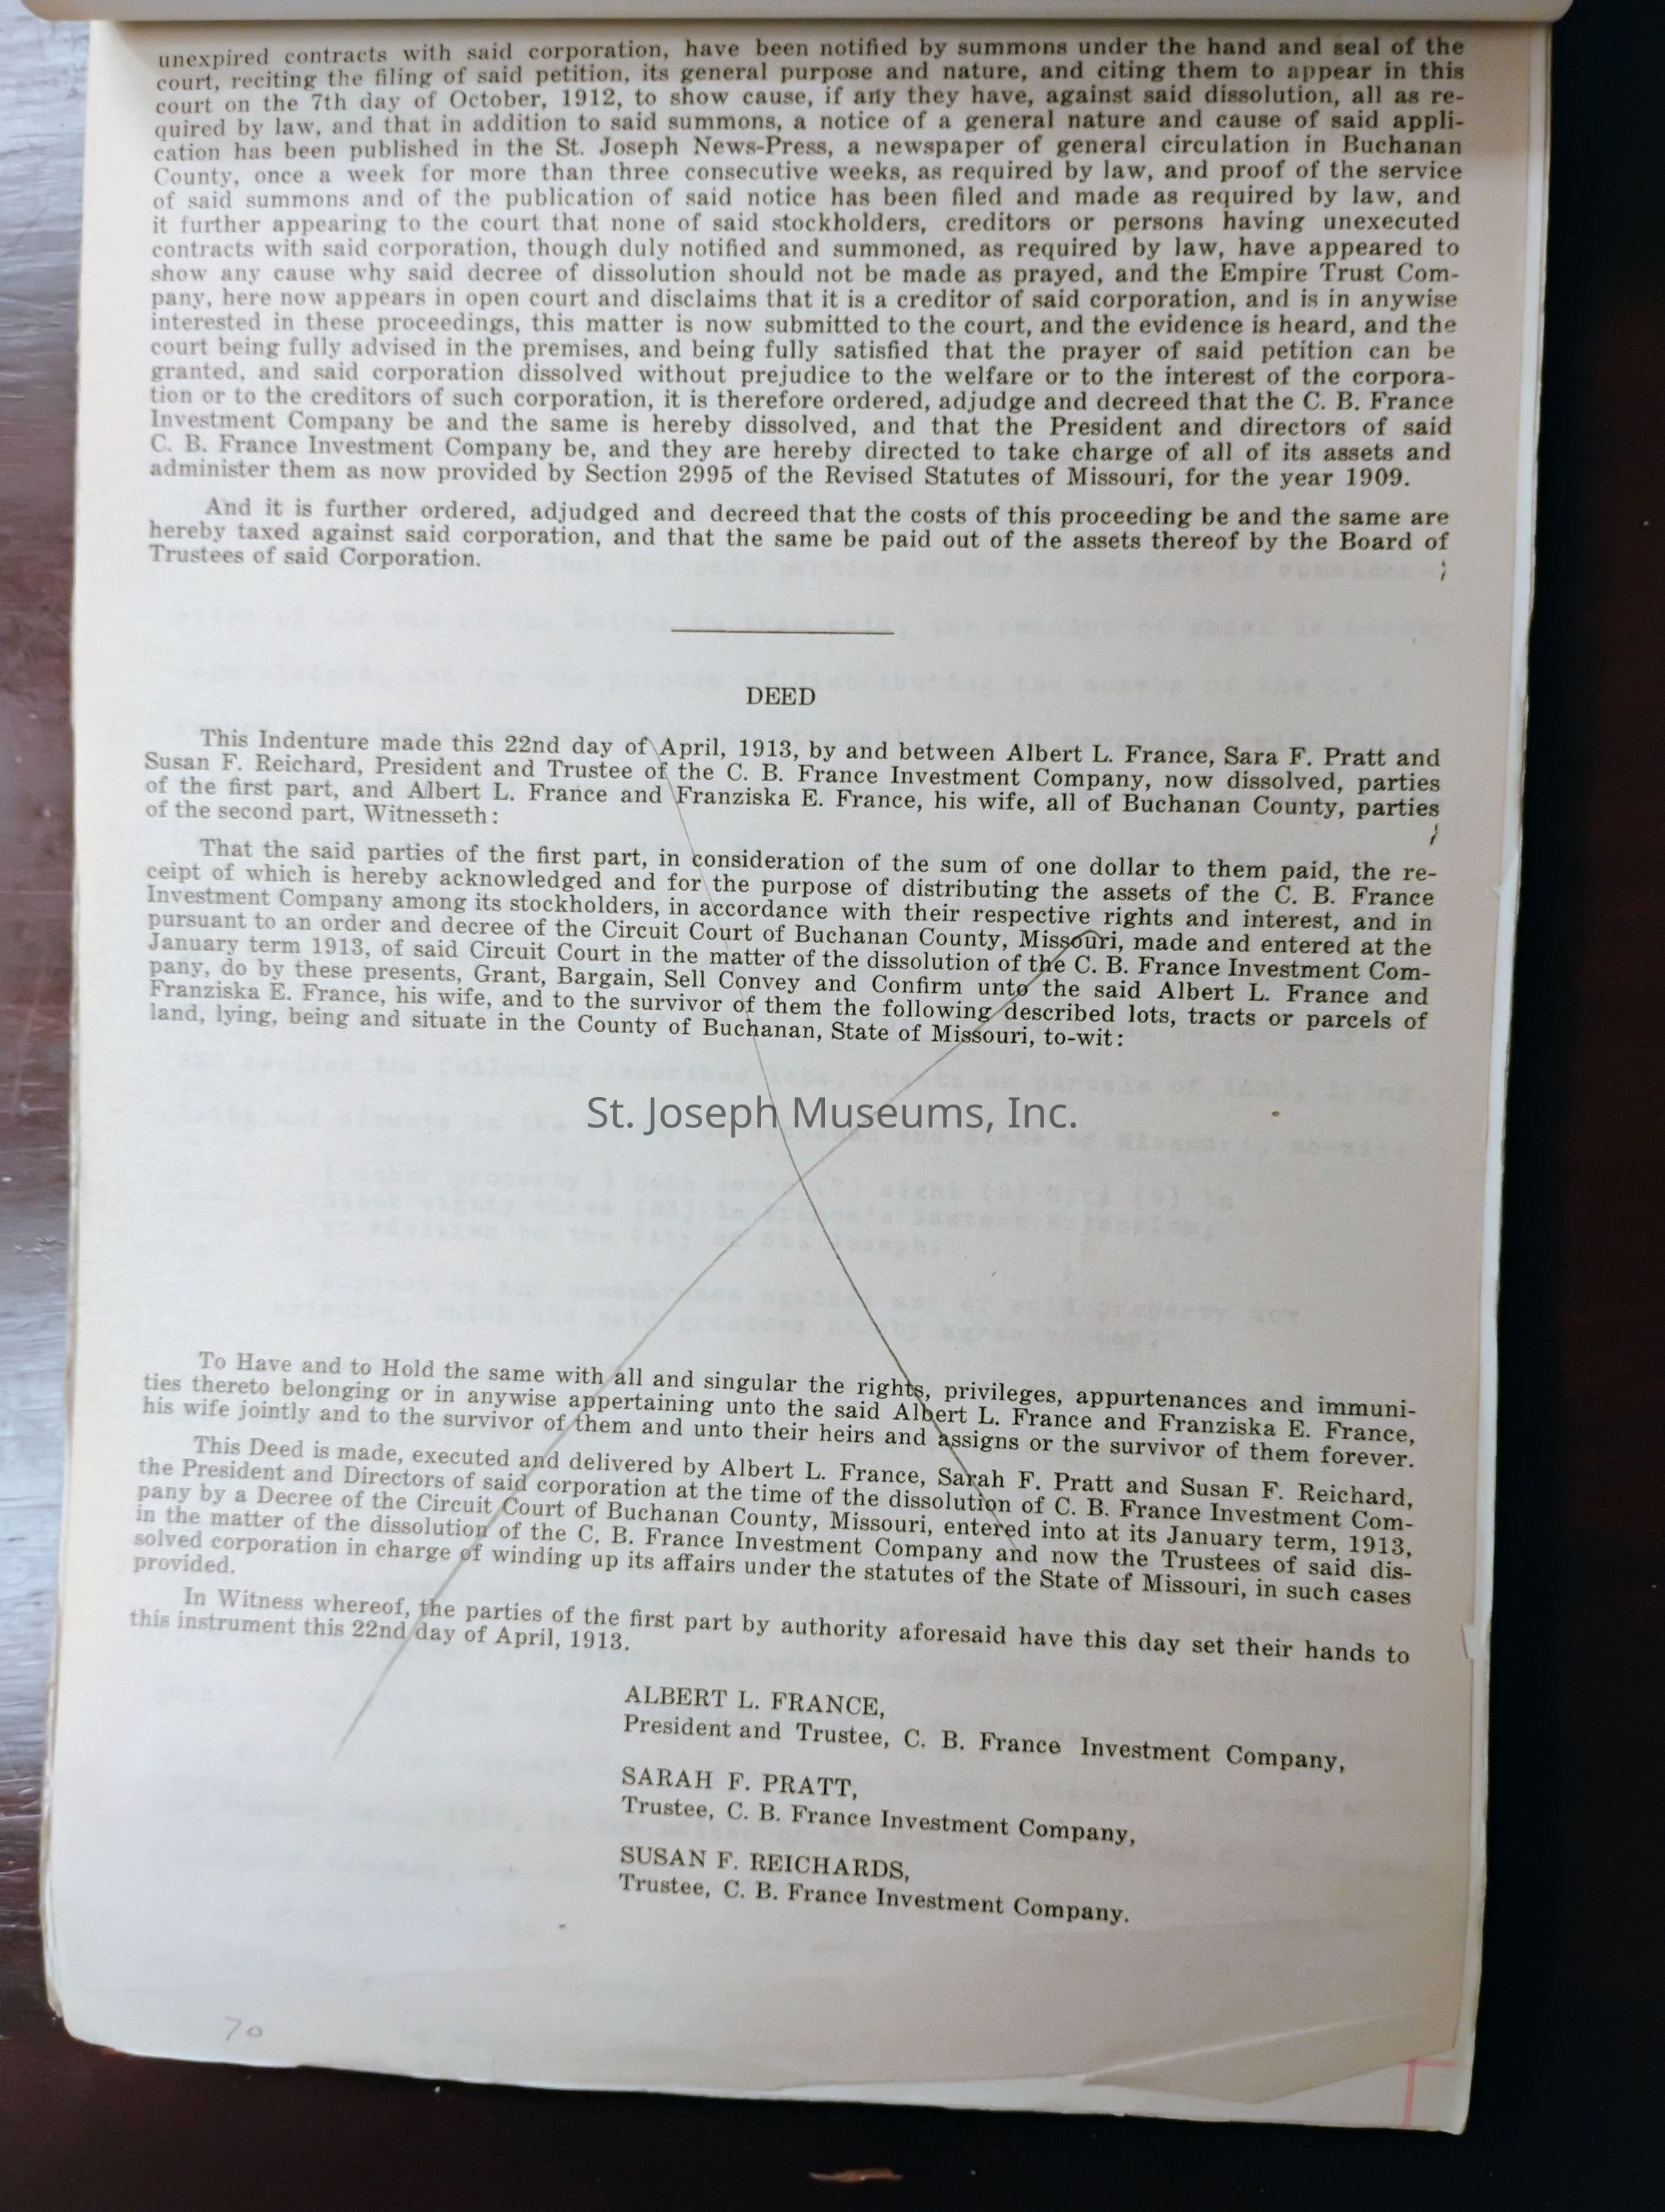 unexpired contracts with said corporation, have been notified by summons under the hand and seal of the
court, reciting the filing of said petition, its general purpose and nature, and citing them to appear in this
court on the 7th day of October, 1912, to show cause, if any they have, against said dissolution, all as re-
quired by law, and that in addition to said summons, a notice of a general nature and cause of said appli-
cation has been published in the St. Joseph News-Press, a newspaper of general circulation in Buchanan
County, once a week for more than three consecutive weeks, as required by law, and proof of the service
of said summons and of the publication of said notice has been filed and made as required by law, and
it further appearing to the court that none of said stockholders, creditors or persons having unexecuted
contracts with said corporation, though duly notified and summoned, as required by law, have appeared to
show any cause why said decree of dissolution should not be made as prayed, and the Empire Trust Com-
pany, here now appears in open court and disclaims that it is a creditor of said corporation, and is in anywise
interested in these proceedings, this matter is now submitted to the court, and the evidence is heard, and the
court being fully advised in the premises, and being fully satisfied that the prayer of said petition can be
granted, and said corporation dissolved without prejudice to the welfare or to the interest of the corpora-
tion or to the creditors of such corporation, it is therefore ordered, adjudge and decreed that the C. B. France
Investment Company be and the same is hereby dissolved, and that the President and directors of said
C. B. France Investment Company be, and they are hereby directed to take charge of all of its assets and
administer them as now provided by Section 2995 of the Revised Statutes of Missouri, for the year 1909.
And it is further ordered, adjudged and decreed that the costs of this proceeding be and the same are
hereby taxed against said corporation, and that the same be paid out of the assets thereof by the Board of
Trustees of said Corporation.
DEED
This Indenture made this 22nd day of April, 1913, by and between Albert L. France, Sara F. Pratt and
Susan F. Reichard, President and Trustee of the C. B. France Investment Company, now dissolved, parties
of the first part, and Albert L. France and Franziska E. France, his wife, all of Buchanan County, parties
of the second part, Witnesseth:
That the said parties of the first part, in consideration of the sum of one dollar to them paid, the re-
ceipt of which is hereby acknowledged and for the purpose of distributing the assets of the C. B. France
Investment Company among its stockholders, in accordance with their respective rights and interest, and in
pursuant to an order and decree of the Circuit Court of Buchanan County, Missouri, made and entered at the
January term 1913, of said Circuit Court in the matter of the dissolution of the C. B. France Investment Com-
pany, do by these presents, Grant, Bargain, Sell Convey and Confirm unto the said Albert L. France and
Franziska E. France, his wife, and to the survivor of them the following described lots, tracts or parcels of
land, lying, being and situate in the County of Buchanan, State of Missouri, to-wit:
St. Joseph Museums, Inc.
To Have and to Hold the same with all and singular the rights, privileges, appurtenances and immuni-
ties thereto belonging or in anywise appertaining unto the said Albert L. France and Franziska E. France,
his wife jointly and to the survivor of them and unto their heirs and assigns or the survivor of them forever.
This Deed is made, executed and delivered by Albert L. France, Sarah F. Pratt and Susan F. Reichard,
the President and Directors of said corporation at the time of the dissolution of C. B. France Investment Com-
pany by a Decree of the Circuit Court of Buchanan County, Missouri, entered into at its January term, 1913,
in the matter of the dissolution of the C. B. France Investment Company and now the Trustees of said dis-
solved corporation in charge of winding up its affairs under the statutes of the State of Missouri, in such cases
provided.
In Witness whereof, the parties of the first part by authority aforesaid have this day set their hands to
this instrument this 22nd day of April, 1913.
ALBERT L. FRANCE,
President and Trustee, C. B. France Investment Company,
SARAH F. PRATT,
Trustee, C. B. France Investment Company,
SUSAN F. REICHARDS,
Trustee, C. B. France Investment Company.
70